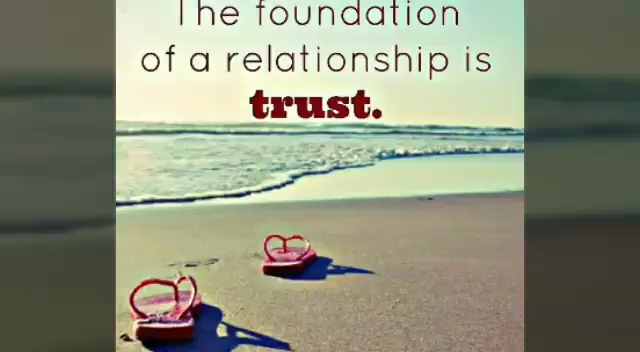 The foundation
of a relationship is
trust.